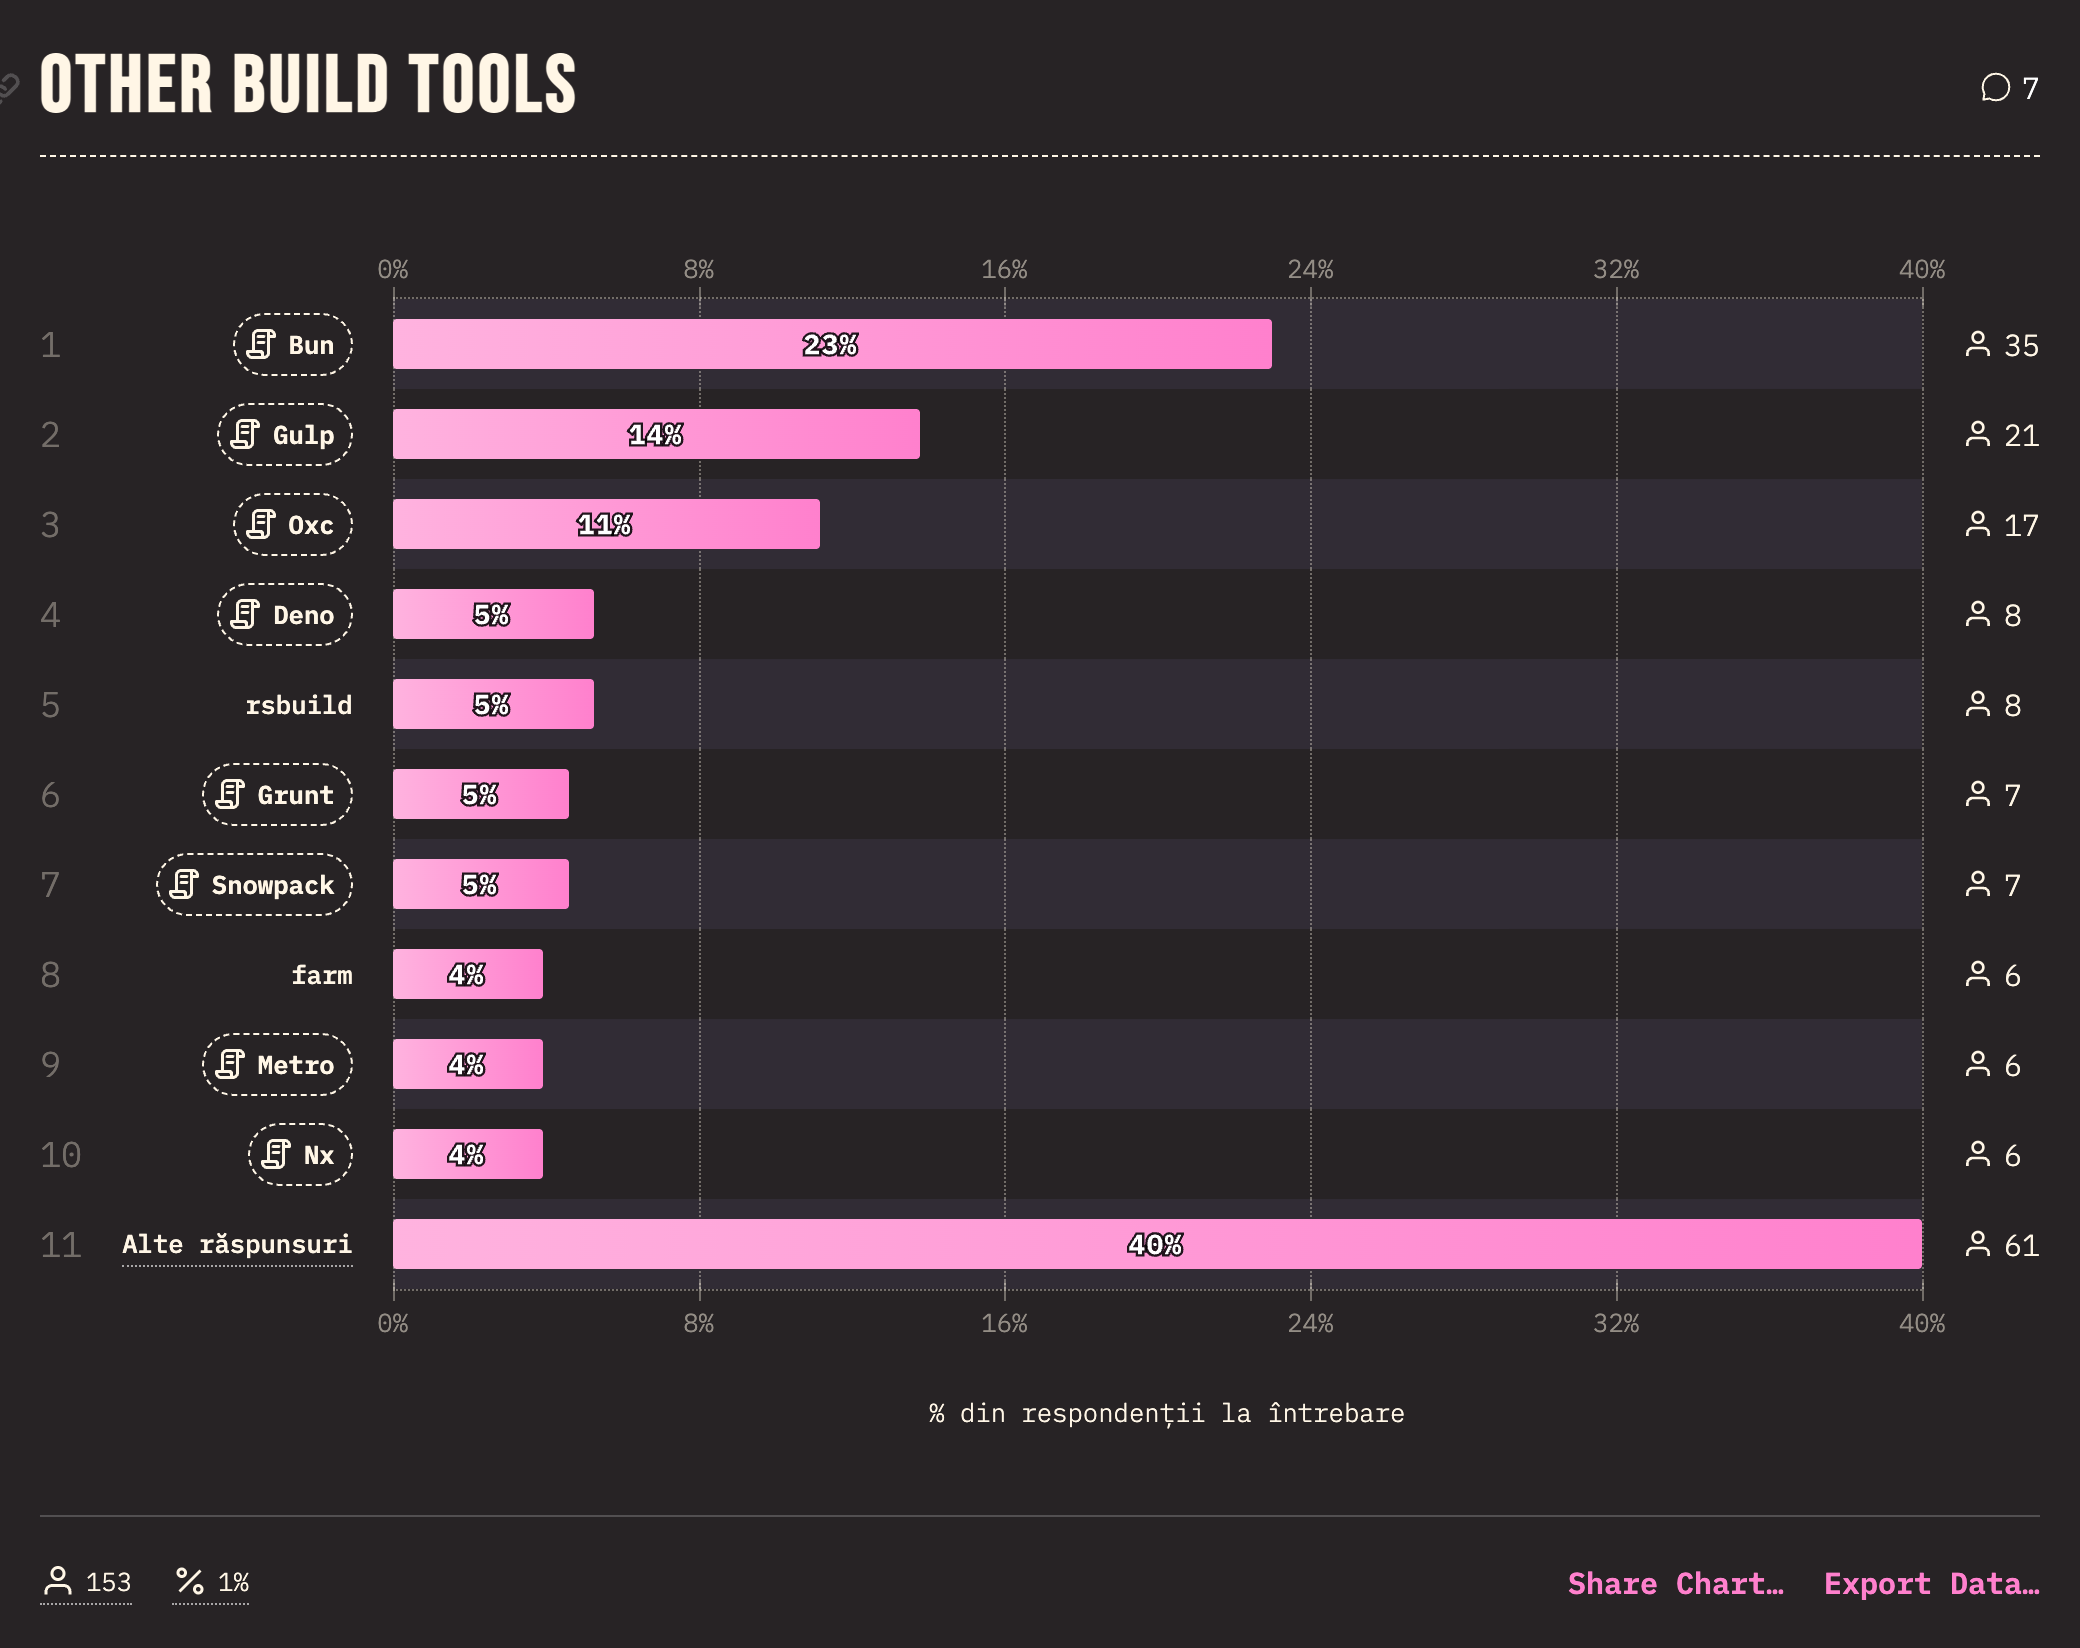 OTHER BUILD TOOLS
7
0% 8% 16% 24% 32% 40%
1 Bun 23% 35
2 Gulp 14% 21
3 Oxc 11% 17
4 Deno 5% 8
5 rsbuild 5% 8
6 Grunt 5% 7
7 Snowpack 5% 7
8 farm 4% 6
9 Metro 4% 6
10 Nx 4% 6
11 Alte răspunsuri 40% 61
0% 8% 16% 24% 32% 40%
% din respondenții la întrebare
153 1% Share Chart… Export Data…